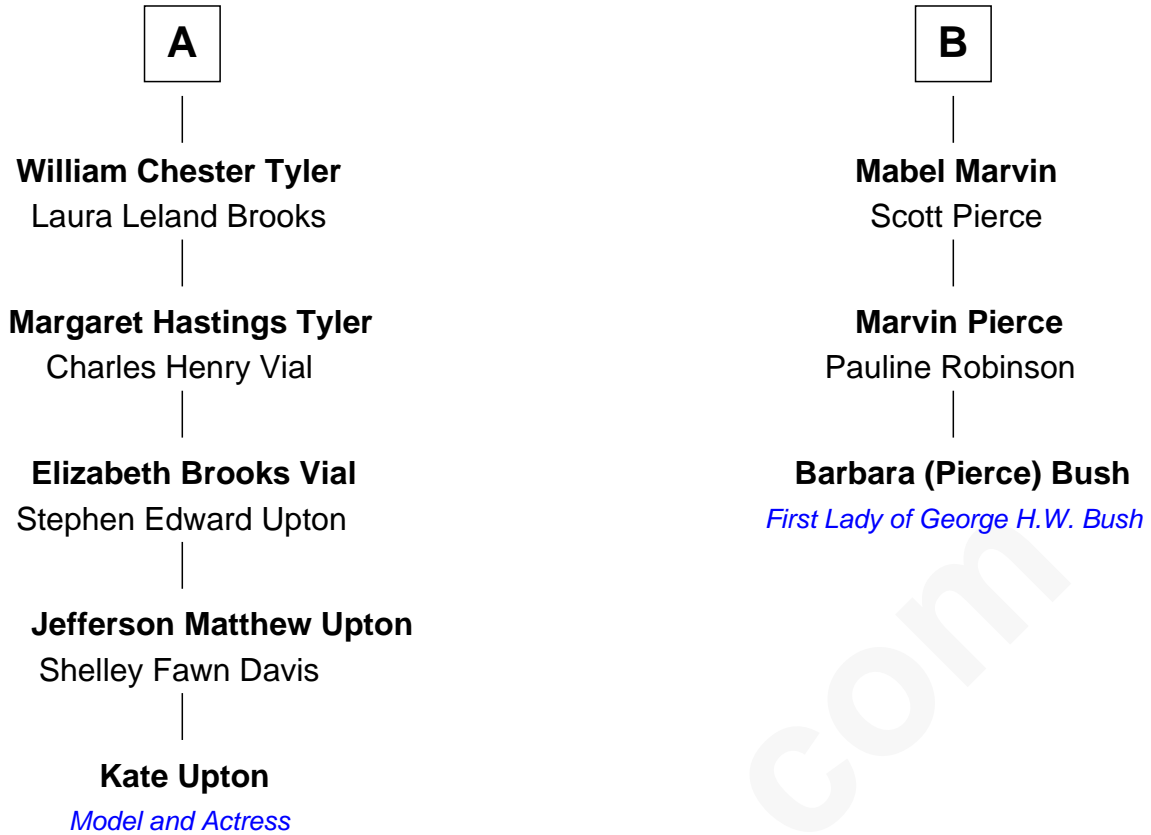 A
William Chester Tyler
Laura Leland Brooks
Margaret Hastings Tyler
Charles Henry Vial
Elizabeth Brooks Vial
Stephen Edward Upton
Jefferson Matthew Upton
Shelley Fawn Davis
Kate Upton
Model and Actress
B
Mabel Marvin
Scott Pierce
Marvin Pierce
Pauline Robinson
Barbara (Pierce) Bush
First Lady of George H.W. Bush
com